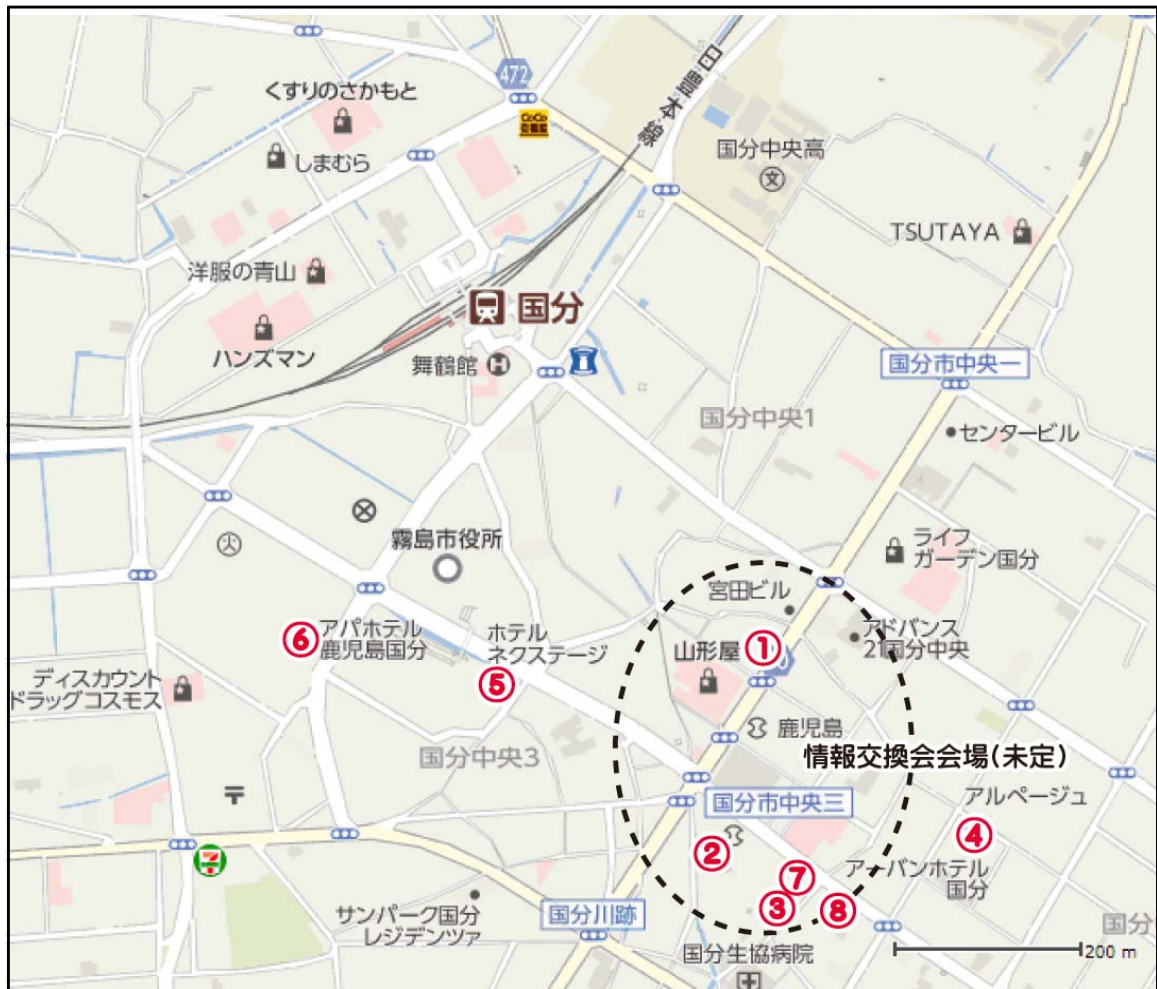 472
くすりのさかもと
CoCo
壱番屋
日豊本線
しまむら
国分中央高
文
TSUTAYA
洋服の青山
国分
ハンズマン
舞鶴館
H
国分市中央一
国分中央1
センタービル
霧島市役所
火
ライフ
ガーデン国分
宮田ビル
⑥
アパホテル
鹿児島国分
ホテル
ネクステージ
⑤
山形屋
①
アドバンス
21国分中央
ディスカウント
ドラッグコスモス
国分中央3
鹿児島
情報交換会会場(未定)
〒
国分市中央三
アルページュ
②
④
7
⑦
アーバンホテル
国分
サンパーク国分
レジデンツァ
国分川跡
③
⑧
国分
国分生協病院
200 m